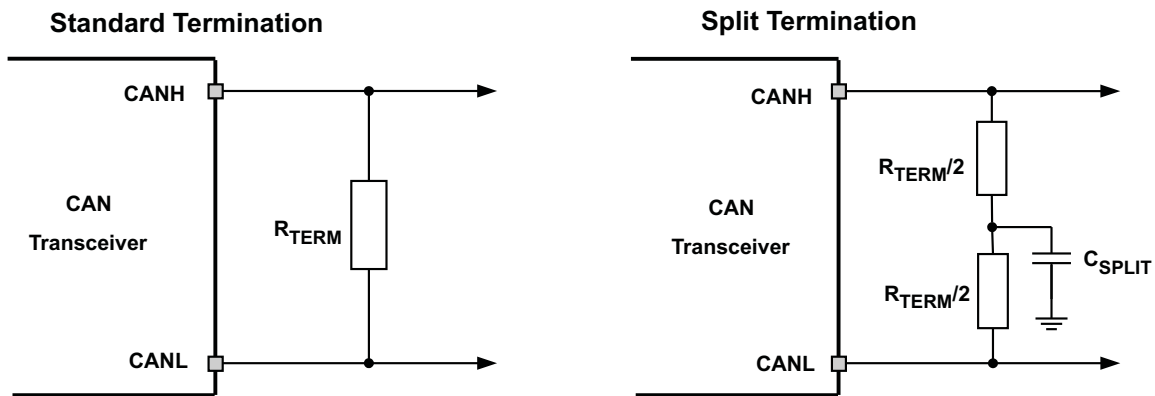 Standard Termination
CANH
CAN
Transceiver
RTERM
CANL
Split Termination
CANH
CAN
Transceiver
RTERM/2
RTERM/2
CSPLIT
CANL